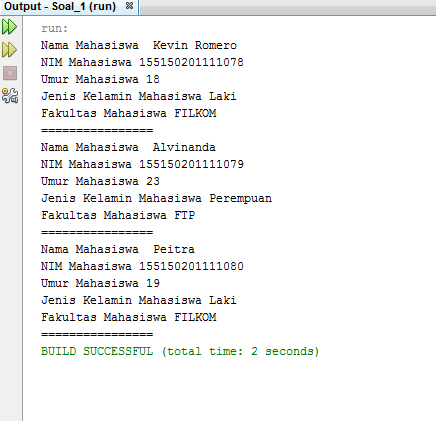 Output - Soal_1 (run)
run:
Nama Mahasiswa  Kevin Romero
NIM Mahasiswa 155150201111078
Umur Mahasiswa 18
Jenis Kelamin Mahasiswa Laki
Fakultas Mahasiswa FILKOM
================
Nama Mahasiswa  Alvinanda
NIM Mahasiswa 155150201111079
Umur Mahasiswa 23
Jenis Kelamin Mahasiswa Perempuan
Fakultas Mahasiswa FTP
================
Nama Mahasiswa  Peitra
NIM Mahasiswa 155150201111080
Umur Mahasiswa 19
Jenis Kelamin Mahasiswa Laki
Fakultas Mahasiswa FILKOM
================
BUILD SUCCESSFUL (total time: 2 seconds)